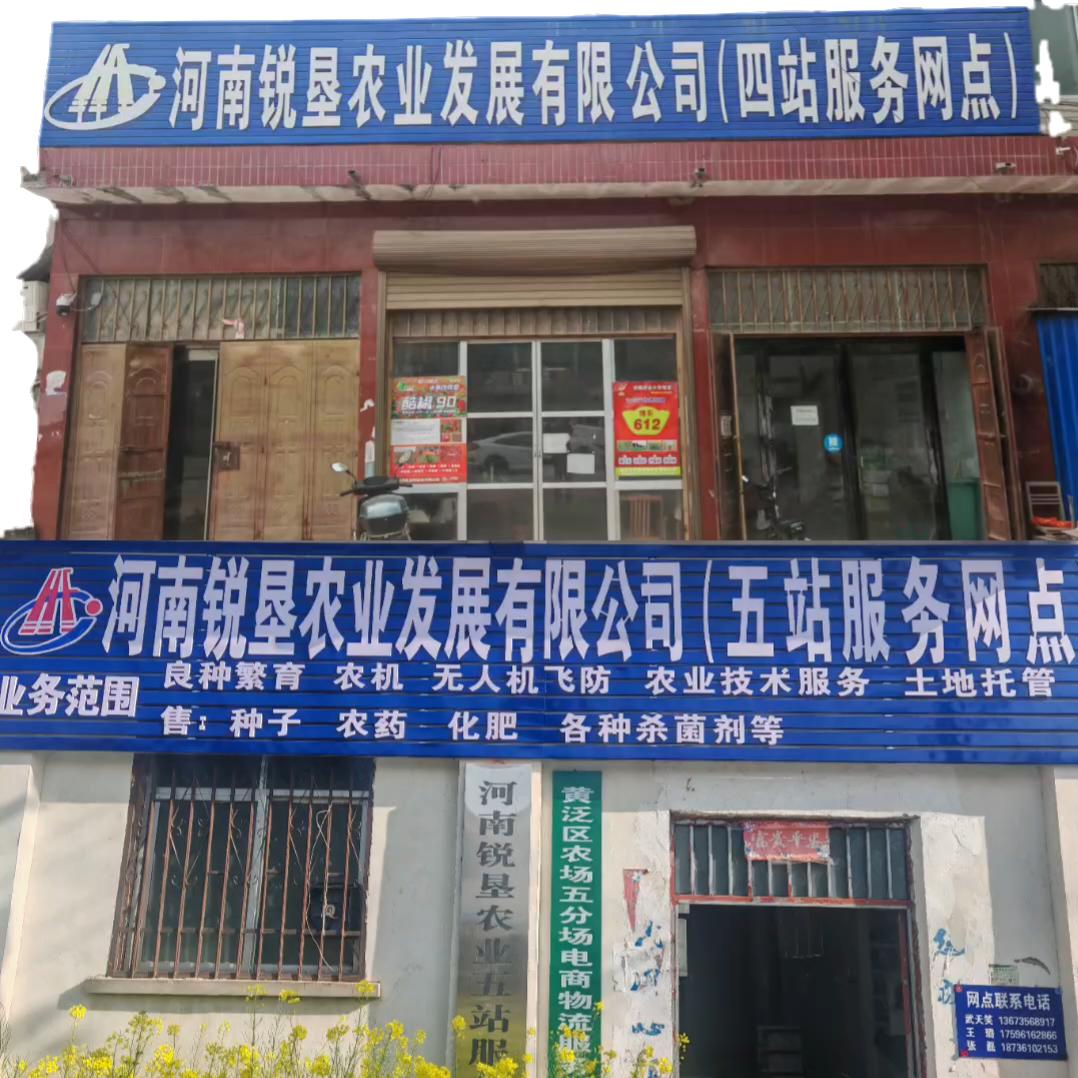 河南锐垦农业发展有限公司(四站服务网点)
酷椒90
612
河南锐垦农业发展有限公司(五站服务网点
业务范围
良种繁育 农机 无人机飞防 农业技术服务 土地托管
售：种子 农药 化肥 各种杀菌剂等
河南锐垦农业五站服
黄泛区农场五分场电商物流服
网点联系电话
武天笑 13673568917
王璐 17596162866
张磊 18736102153